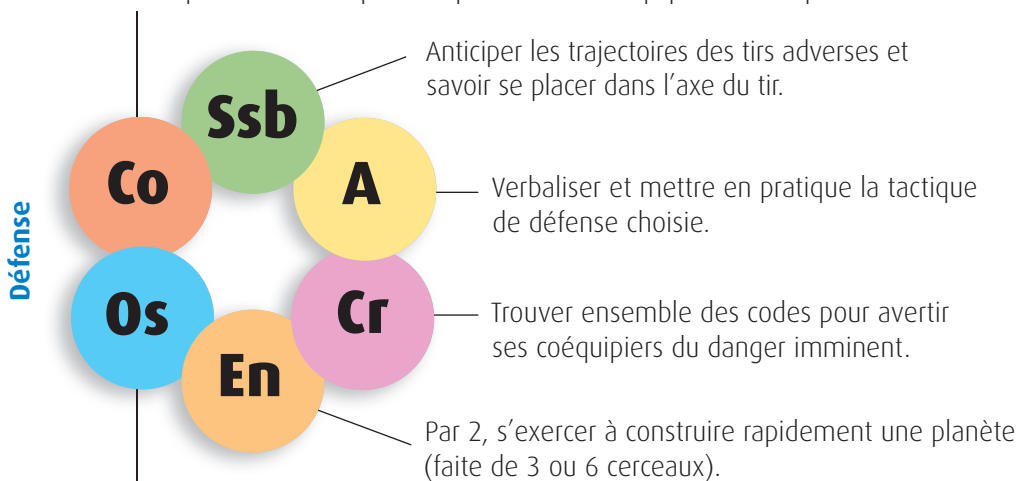 Anticiper les trajectoires des tirs adverses et
savoir se placer dans l’axe du tir.
Ssb
Co
A
Verbaliser et mettre en pratique la tactique
de défense choisie.
Défense
Os
Cr
Trouver ensemble des codes pour avertir
ses coéquipiers du danger imminent.
En
Par 2, s’exercer à construire rapidement une planète
(faite de 3 ou 6 cerceaux).